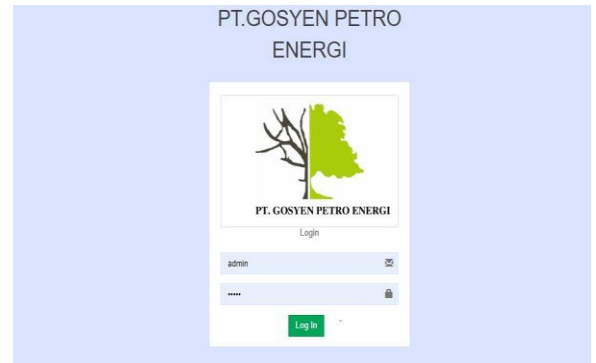 PT.GOSYEN PETRO
ENERGI
PT. GOSYEN PETRO ENERGI
Login
admin
•••••
Log In